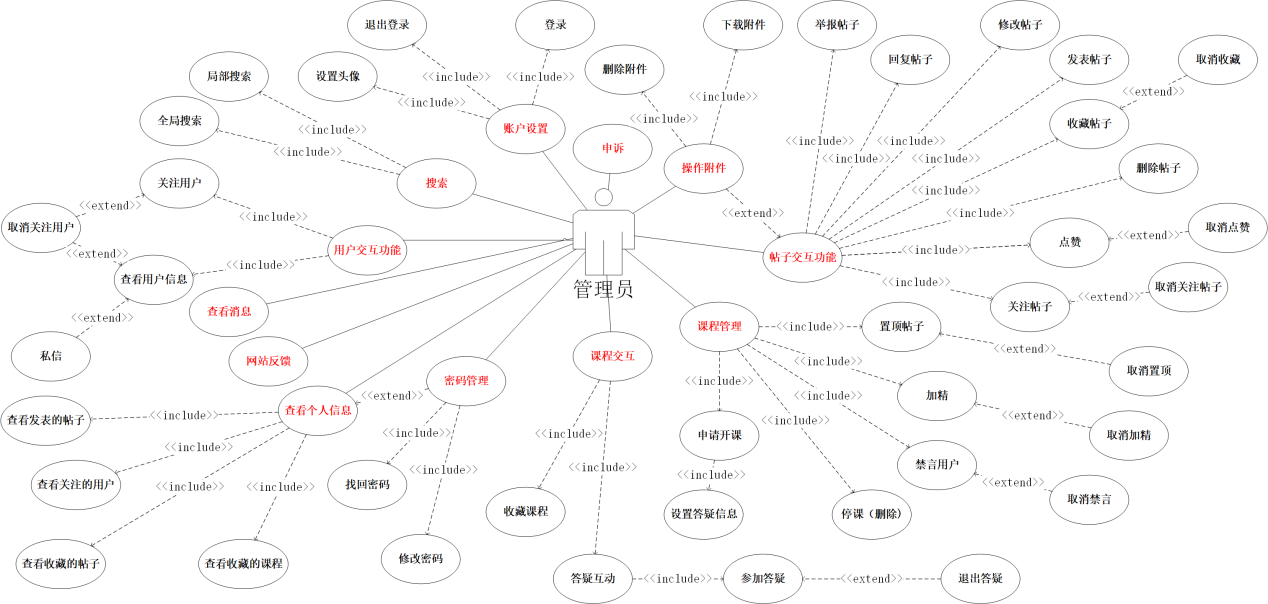 退出登录
登录
下载附件
举报帖子
修改帖子
回复帖子
发表帖子
取消收藏
局部搜索
设置头像
删除附件
<<include>>
<<include>>
<<include>>
<<include>>
<<extend>>
全局搜索
账户设置
收藏帖子
<<include>>
<<include>>
申诉
<<include>>
<<include>>
<<include>>
<<include>>
操作附件
删除帖子
关注用户
搜索
<<include>>
<<extend>>
<<include>>
<<extend>>
<<include>>
取消关注用户
取消点赞
点赞
<<extend>>
用户交互功能
<<include>>
<<extend>>
帖子交互功能
<<include>>
查看用户信息
<<include>>
取消关注帖子
管理员
<<extend>>
关注帖子
查看消息
<<extend>>
课程管理
<<include>>
置顶帖子
私信
网站反馈
课程交互
<<extend>>
<<include>>
取消置顶
密码管理
<<extend>>
<<include>>
加精
查看个人信息
查看发表的帖子
<<include>>
<<include>>
<<extend>>
<<include>>
<<include>>
申请开课
取消加精
<<include>>
禁言用户
<<include>>
<<include>>
<<include>>
查看关注的用户
找回密码
<<extend>>
<<include>>
<<include>>
取消禁言
收藏课程
设置答疑信息
停课（删除）
查看收藏的帖子
查看收藏的课程
修改密码
答疑互动
<<include>>
参加答疑
<<extend>>
退出答疑